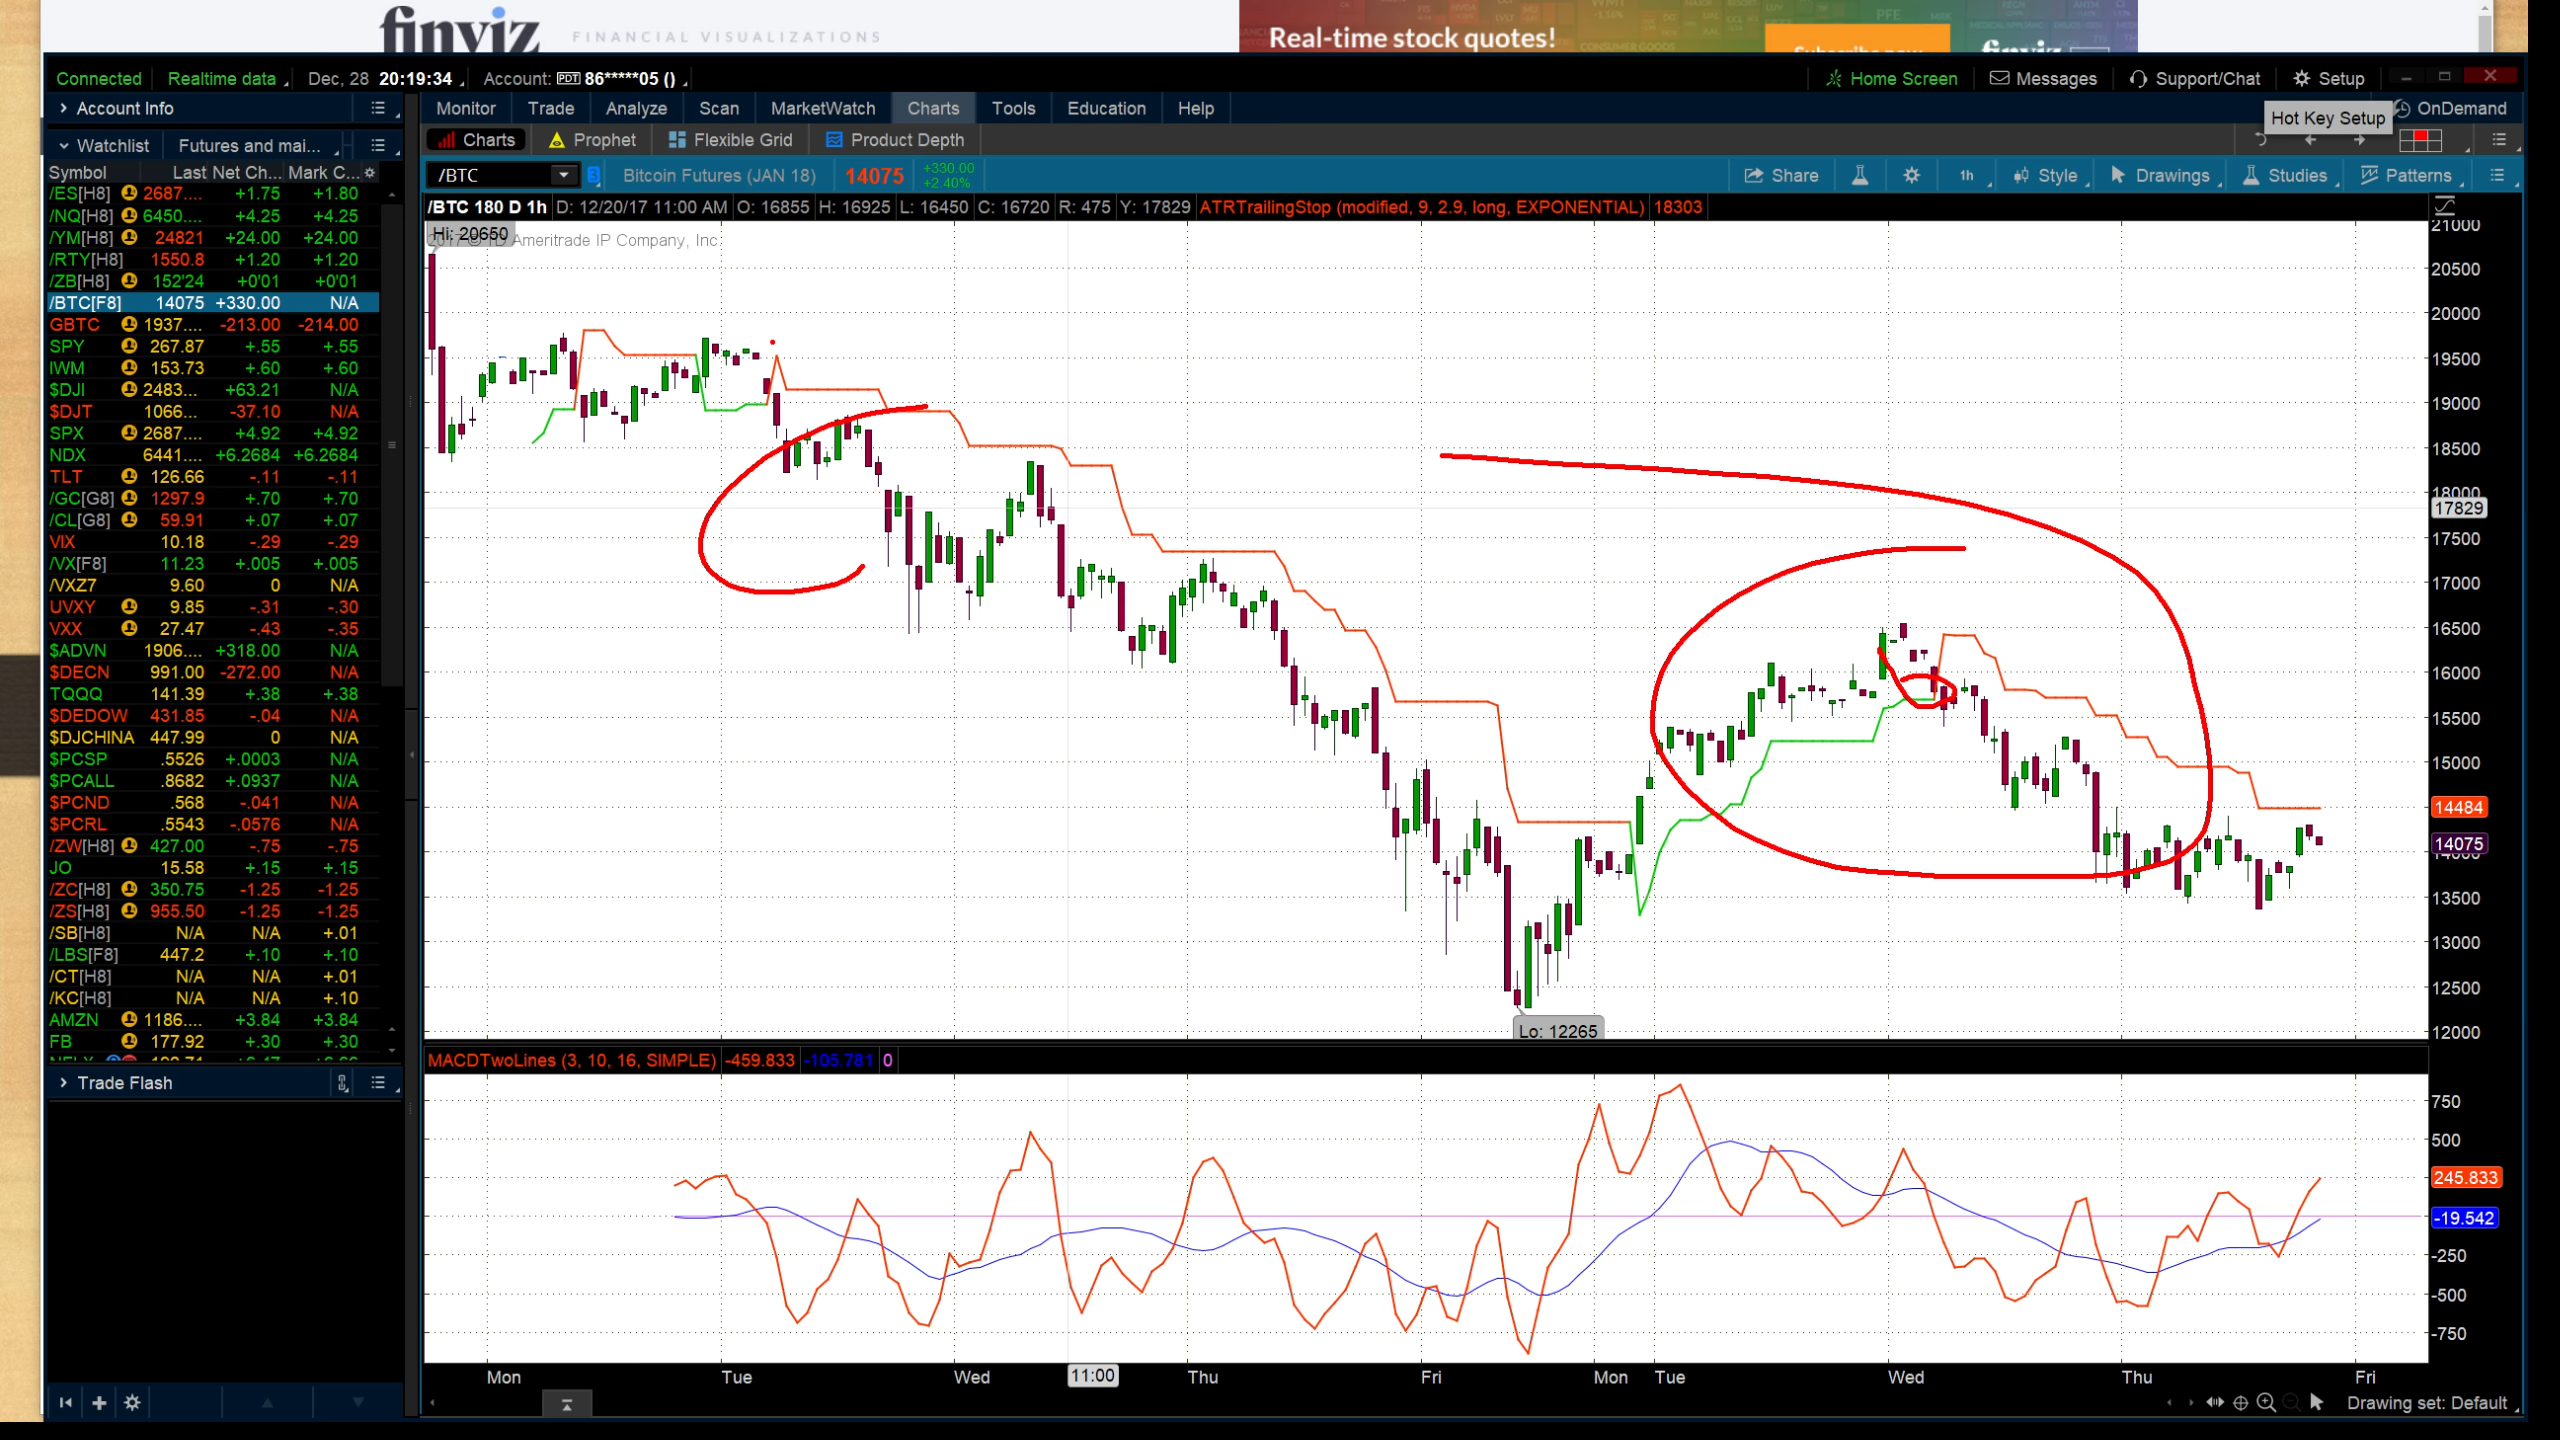 finviz FINANCIAL VISUALIZATIONS Real-time stock quotes!
Connected Realtime data Dec, 28 20:19:34 Account: PDT 86*****05 () Home Screen Messages Support/Chat Setup
Account Info Monitor Trade Analyze Scan MarketWatch Charts Tools Education Help Hot Key Setup OnDemand
Watchlist Futures and mai... Charts Prophet Flexible Grid Product Depth
Symbol Last Net Ch... Mark C... /BTC Bitcoin Futures (JAN 18) 14075 +330.00 +2.40% Share 1h Style Drawings Studies Patterns
/BTC 180 D 1h D: 12/20/17 11:00 AM O: 16855 H: 16925 L: 16450 C: 16720 R: 475 Y: 17829 ATRTrailingStop (modified, 9, 2.9, long, EXPONENTIAL) 18303
Hi: 20650 Ameritrade IP Company, Inc.
/ES[H8] 2687.... +1.75 +1.80
/NQ[H8] 6450.... +4.25 +4.25
/YM[H8] 24821 +24.00 +24.00
/RTY[H8] 1550.8 +1.20 +1.20
/ZB[H8] 152'24 +0'01 +0'01
/BTC[F8] 14075 +330.00 N/A
GBTC 1937.... -213.00 -214.00
SPY 267.87 +.55 +.55
IWM 153.73 +.60 +.60
$DJI 2483... +63.21 N/A
$DJT 1066... -37.10 N/A
SPX 2687.... +4.92 +4.92
NDX 6441.... +6.2684 +6.2684
TLT 126.66 -.11 -.11
/GC[G8] 1297.9 +.70 +.70
/CL[G8] 59.91 +.07 +.07
VIX 10.18 -.29 -.29
/VX[F8] 11.23 +.005 +.005
/VXZ7 9.60 0 N/A
UVXY 9.85 -.31 -.30
VXX 27.47 -.43 -.35
$ADVN 1906.... +318.00 N/A
$DECN 991.00 -272.00 N/A
TQQQ 141.39 +.38 +.38
$DEDOW 431.85 -.04 N/A
$DJCHINA 447.99 0 N/A
$PCSP .5526 +.0003 N/A
$PCALL .8682 +.0937 N/A
$PCND .568 -.041 N/A
$PCRL .5543 -.0576 N/A
/ZW[H8] 427.00 -.75 -.75
JO 15.58 +.15 +.15
/ZC[H8] 350.75 -1.25 -1.25
/ZS[H8] 955.50 -1.25 -1.25
/SB[H8] N/A N/A +.01
/LBS[F8] 447.2 +.10 +.10
/CT[H8] N/A N/A +.01
/KC[H8] N/A N/A +.10
AMZN 1186.... +3.84 +3.84
FB 177.92 +.30 +.30
Trade Flash
21000
20500
20000
19500
19000
18500
18000
17829
17500
17000
16500
16000
15500
15000
14484
14075
14000
13500
13000
12500
12000
Lo: 12265
MACDTwoLines (3, 10, 16, SIMPLE) -459.833 -105.781 0
750
500
245.833
-19.542
-250
-500
-750
Mon Tue Wed 11:00 Thu Fri Mon Tue Wed Thu Fri
Drawing set: Default